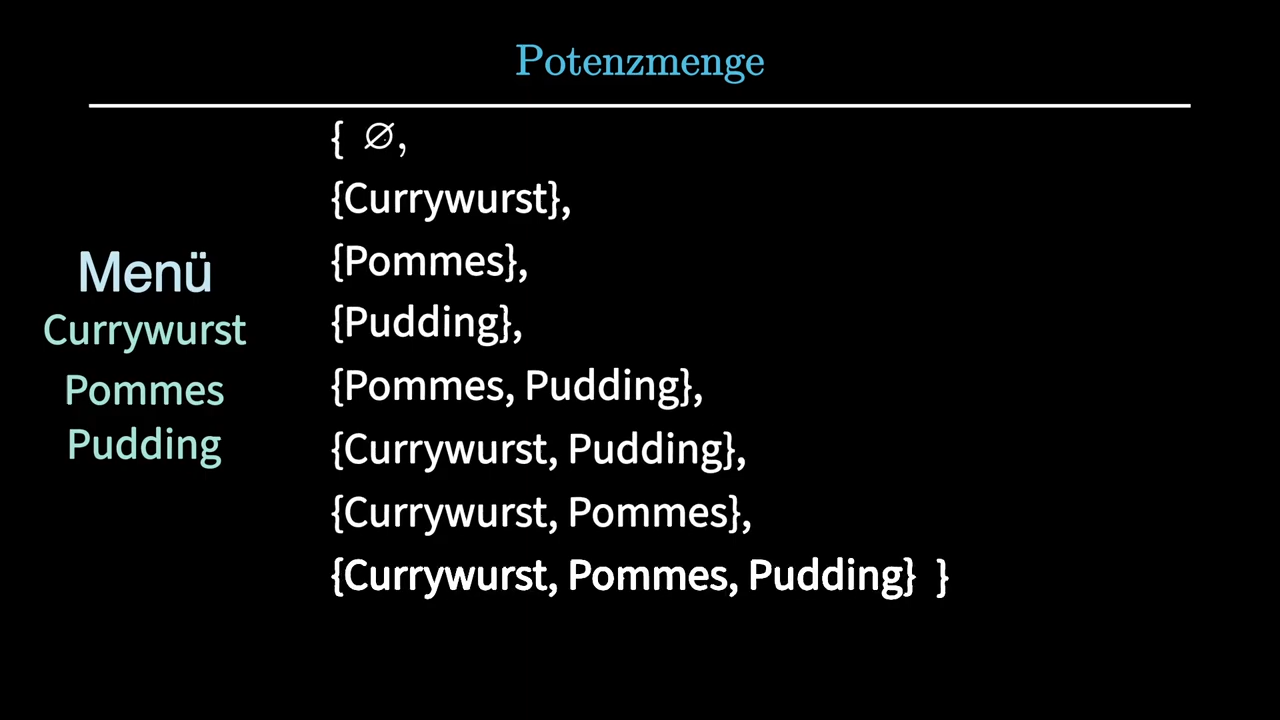 Potenzmenge
{ ∅,
{Currywurst},
{Pommes},
{Pudding},
{Pommes, Pudding},
{Currywurst, Pudding},
{Currywurst, Pommes},
{Currywurst, Pommes, Pudding} }
Menü
Currywurst
Pommes
Pudding